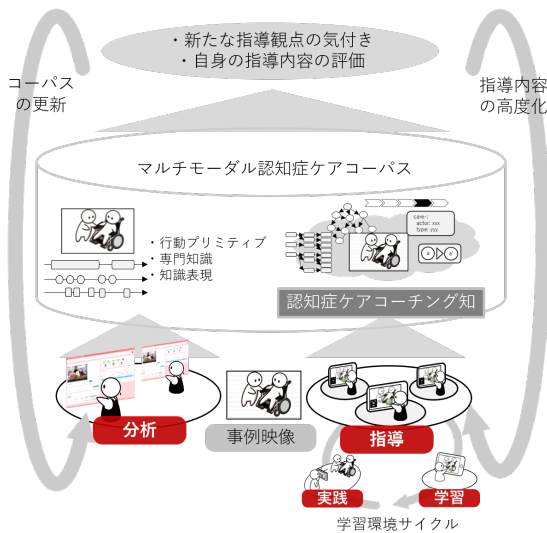 ・新たな指導観点の気付き
・自身の指導内容の評価
コーパス
の更新
指導内容
の高度化
マルチモーダル認知症ケアコーパス
・行動プリミティブ
・専門知識
・知識表現
care-:
actor: xxx
type: yyy
a
a'
認知症ケアコーチング知
分析
事例映像
指導
実践
学習
学習環境サイクル